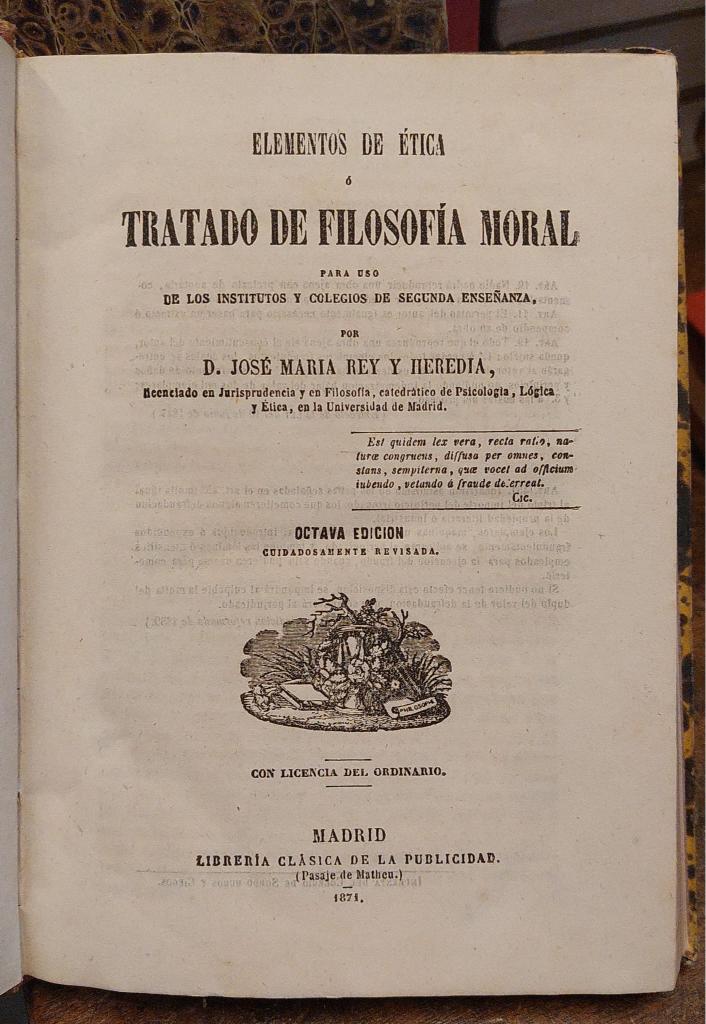 ELEMENTOS DE ÉTICA
ó
TRATADO DE FILOSOFÍA MORAL
PARA USO
DE LOS INSTITUTOS Y COLEGIOS DE SEGUNDA ENSEÑANZA,
POR
D. JOSÉ MARIA REY Y HEREDIA,
licenciado en Jurisprudencia y en Filosofía, catedrático de Psicología, Lógica
y Ética, en la Universidad de Madrid.
Est quidem lex vera, recta ratio, na-
turæ congruens, diffusa per omnes, con-
stans, sempiterna, quæ vocet ad officium
iubendo, vetando á fraude deterreat.
Cic.
OCTAVA EDICION
CUIDADOSAMENTE REVISADA.
PHILOSOPHIE
CON LICENCIA DEL ORDINARIO.
MADRID
LIBRERÍA CLÁSICA DE LA PUBLICIDAD.
(Pasaje de Matheu.)
1871.